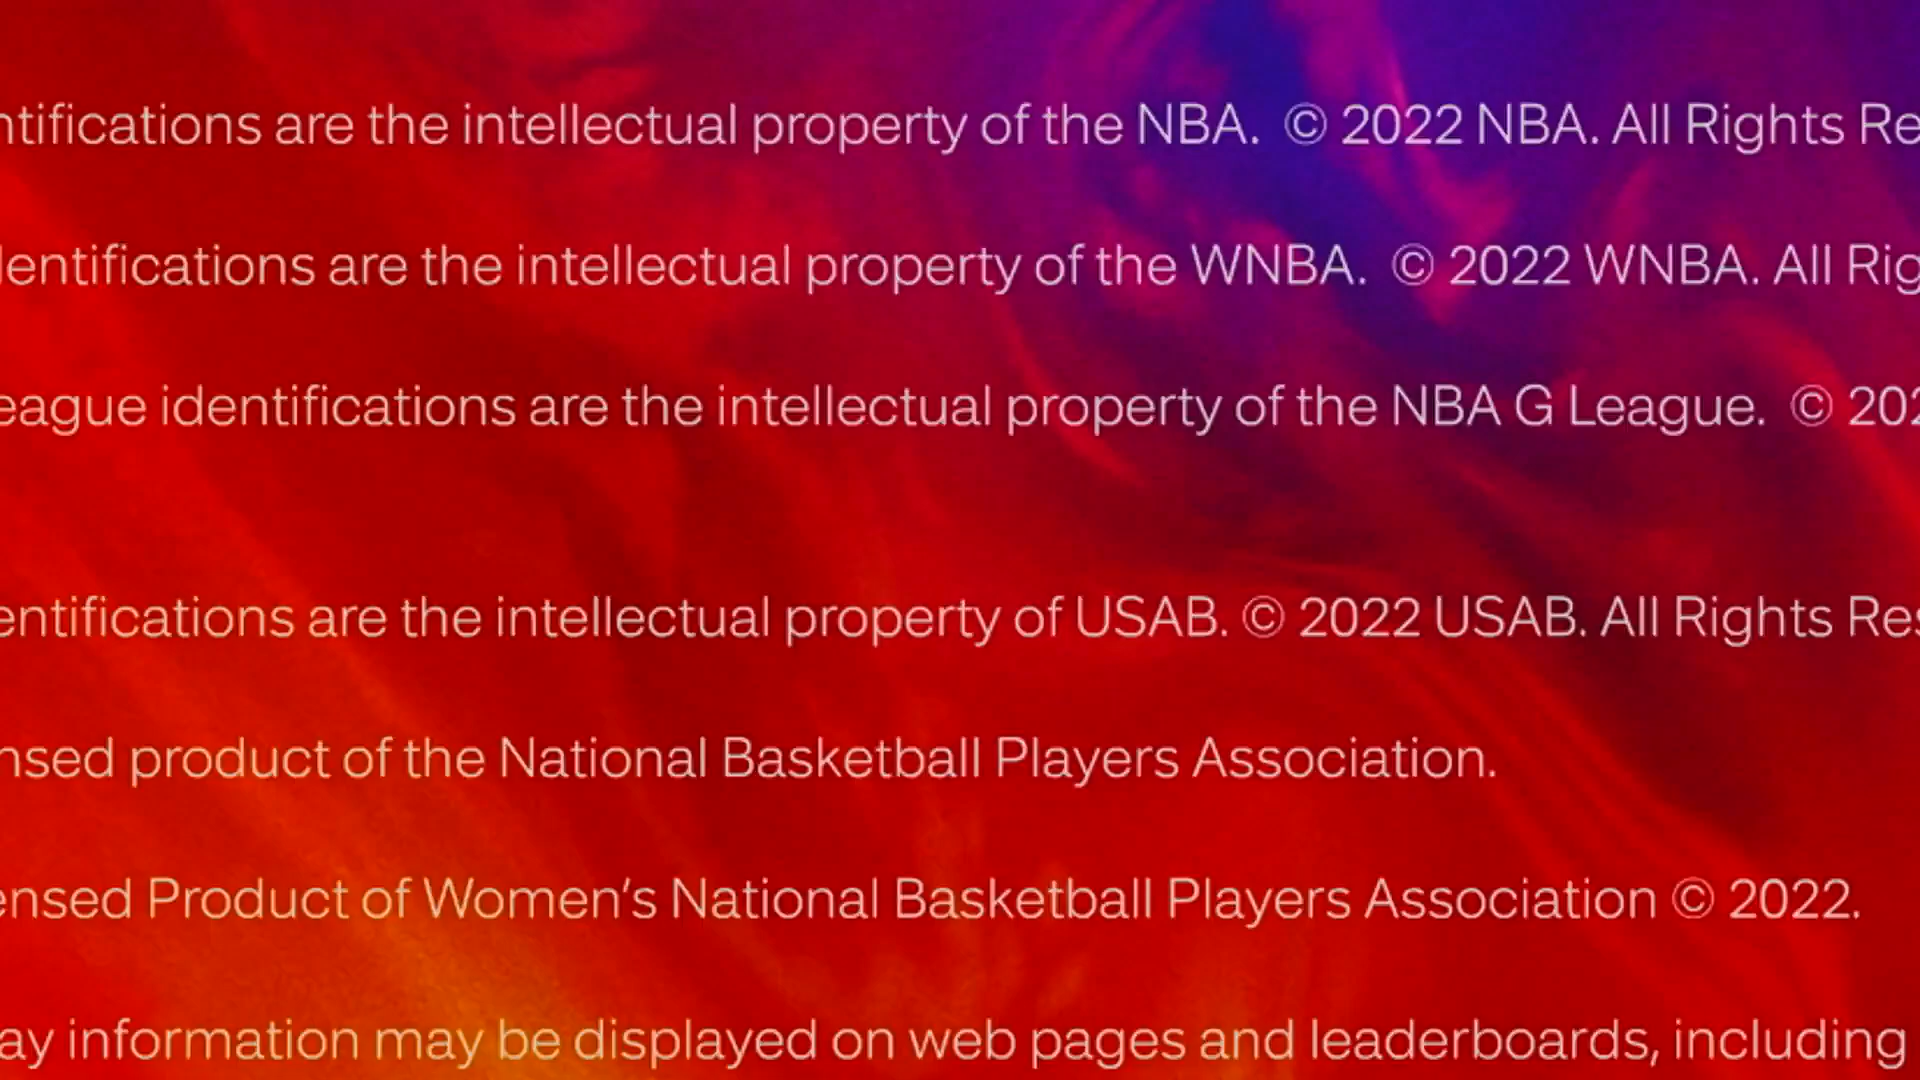 ntifications are the intellectual property of the NBA. © 2022 NBA. All Rights Re
dentifications are the intellectual property of the WNBA. © 2022 WNBA. All Rig
eague identifications are the intellectual property of the NBA G League. © 202
entifications are the intellectual property of USAB. © 2022 USAB. All Rights Res
nsed product of the National Basketball Players Association.
ensed Product of Women’s National Basketball Players Association © 2022.
ay information may be displayed on web pages and leaderboards, including